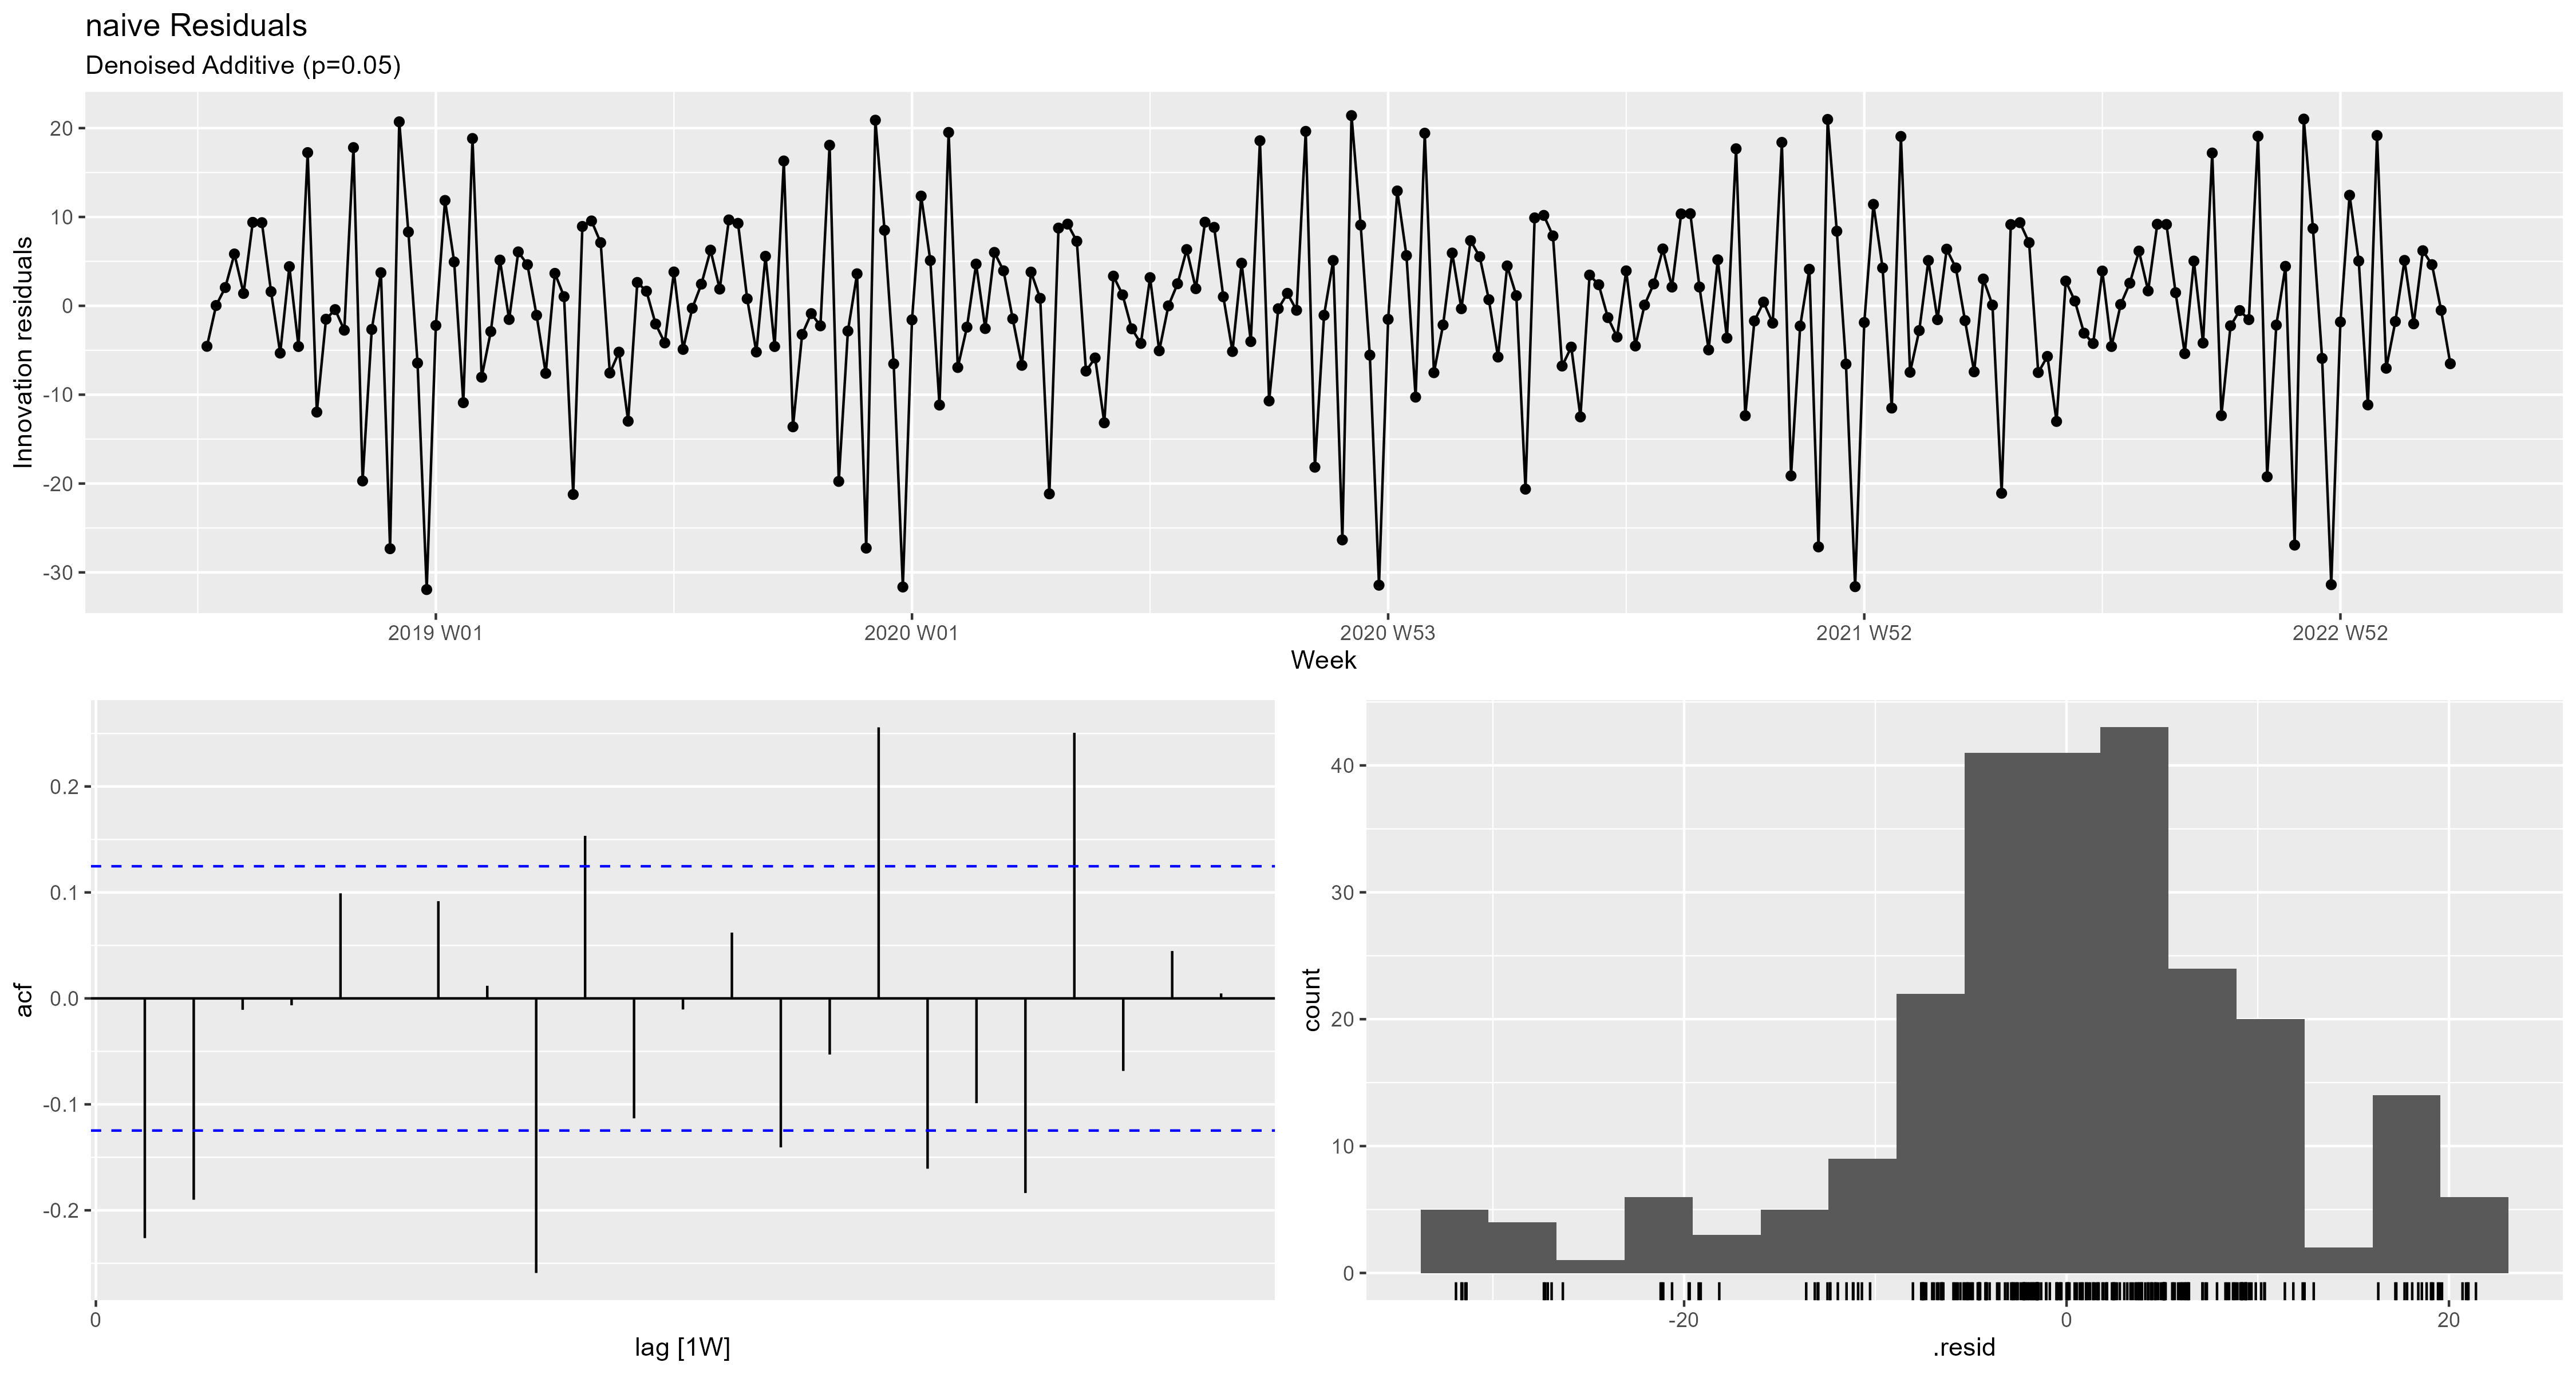 naive Residuals
Denoised Additive (p=0.05)
Innovation residuals
20
10
0
-10
-20
-30
2019 W01
2020 W01
2020 W53
2021 W52
2022 W52
Week
acf
0.2
0.1
0.0
-0.1
-0.2
0
lag [1W]
count
40
30
20
10
0
-20
0
20
.resid